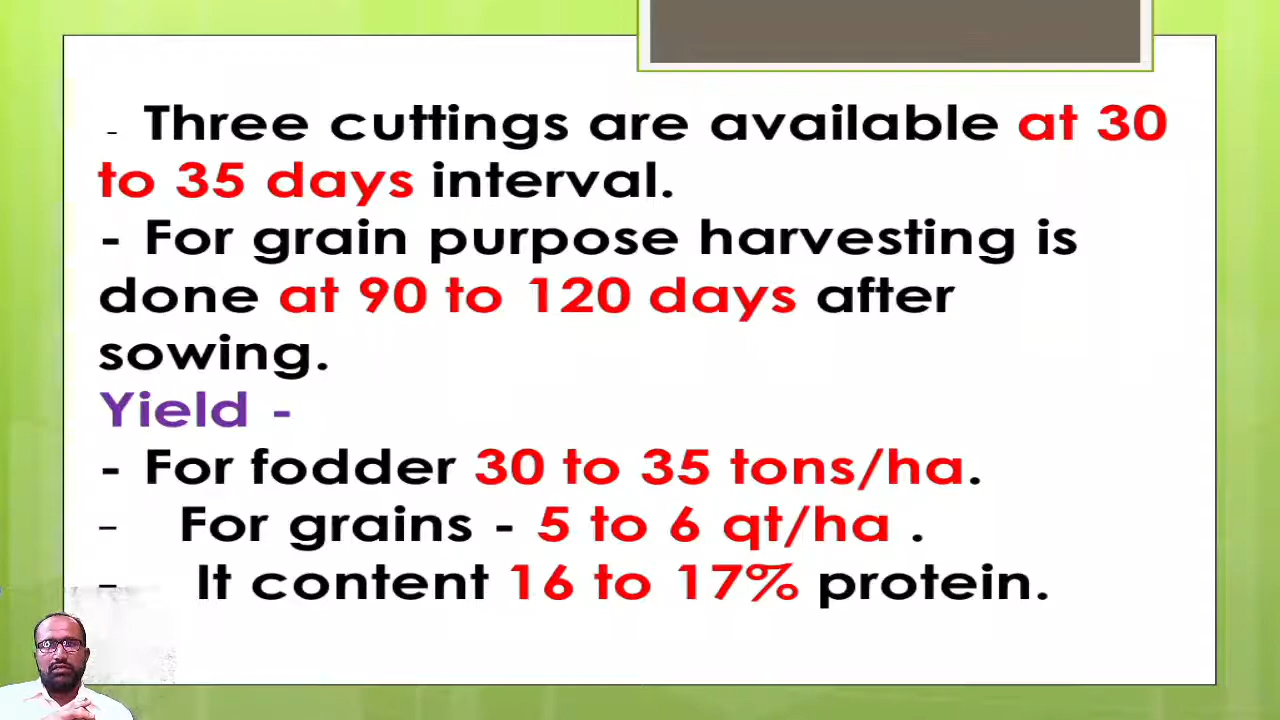 - Three cuttings are available at 30
to 35 days interval.
- For grain purpose harvesting is
done at 90 to 120 days after
sowing.
Yield -
- For fodder 30 to 35 tons/ha.
- For grains - 5 to 6 qt/ha .
- It content 16 to 17% protein.